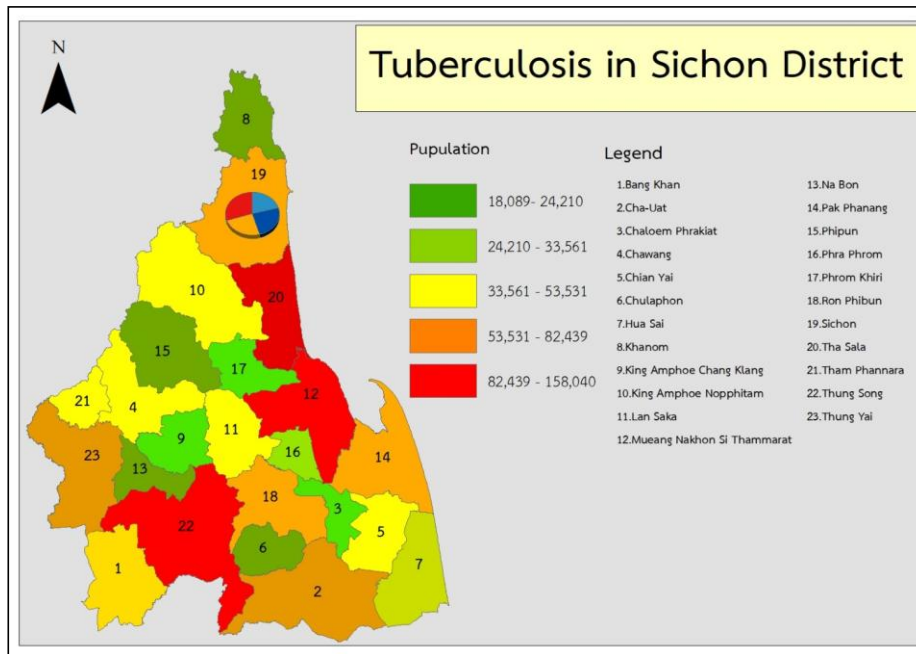 Tuberculosis in Sichon District
N
Pupulation
18,089- 24,210
24,210 - 33,561
33,561 - 53,531
53,531 - 82,439
82,439 - 158,040
Legend
1.Bang Khan
2.Cha-Uat
3.Chaloem Phrakiat
4.Chawang
5.Chian Yai
6.Chulaphon
7.Hua Sai
8.Khanom
9.King Amphoe Chang Klang
10.King Amphoe Nopphitam
11.Lan Saka
12.Mueang Nakhon Si Thammarat
13.Na Bon
14.Pak Phanang
15.Phipun
16.Phra Phrom
17.Phrom Khiri
18.Ron Phibun
19.Sichon
20.Tha Sala
21.Tham Phannara
22.Thung Song
23.Thung Yai
8
19
10
20
15
17
12
21
4
11
9
16
23
13
14
18
22
3
5
6
7
1
2